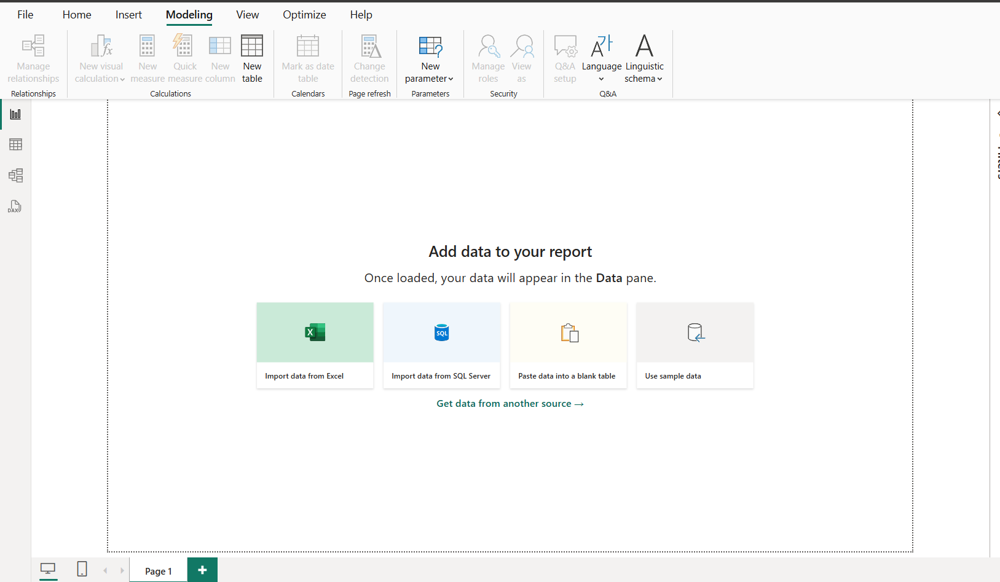 File Home Insert Modeling View Optimize Help
Manage relationships
New visual calculation
New measure
Quick measure
New column
New table
Mark as date table
Change detection
New parameter
Manage roles
View as
Q&A setup
Language
Linguistic schema
Relationships Calculations Calendars Page refresh Parameters Security Q&A
가
A
A
fx
DAX
Add data to your report
Once loaded, your data will appear in the Data pane.
X
SQL
Import data from Excel
Import data from SQL Server
Paste data into a blank table
Use sample data
Get data from another source →
Page 1